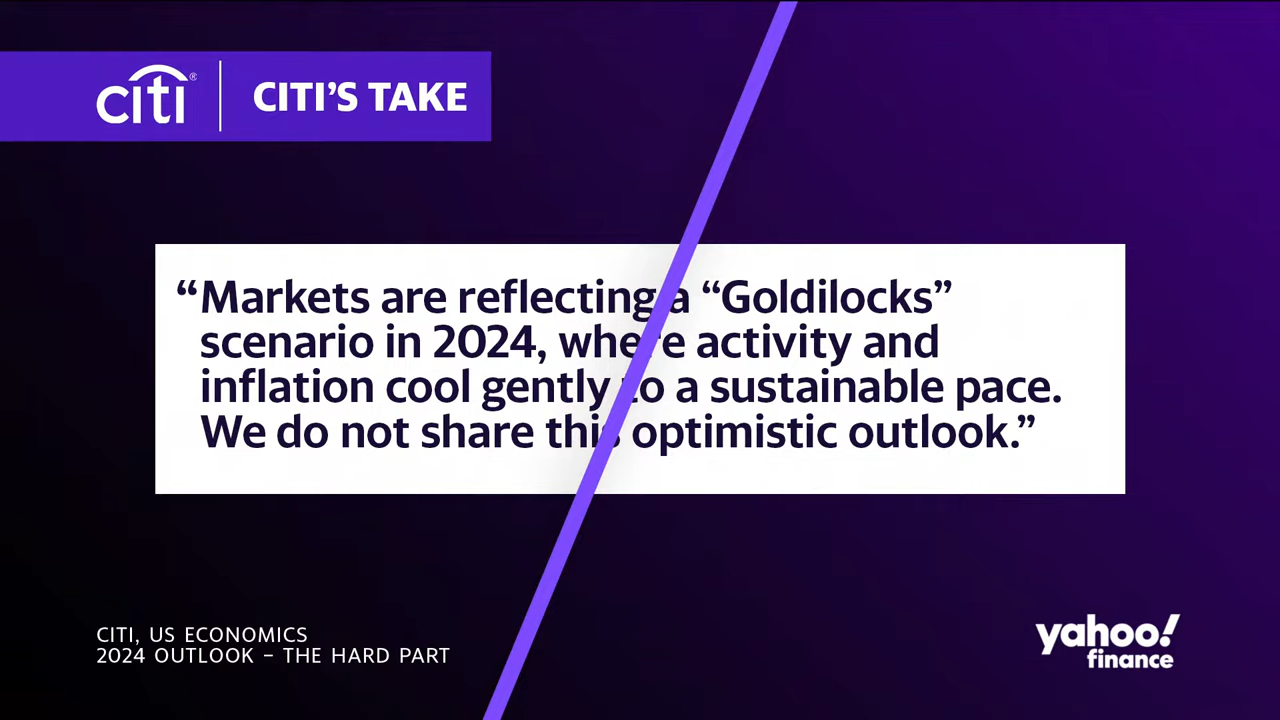 citi®
CITI’S TAKE
“Markets are reflecting a “Goldilocks”
scenario in 2024, where activity and
inflation cool gently to a sustainable pace.
We do not share this optimistic outlook.”
CITI, US ECONOMICS
2024 OUTLOOK – THE HARD PART
yahoo!
finance